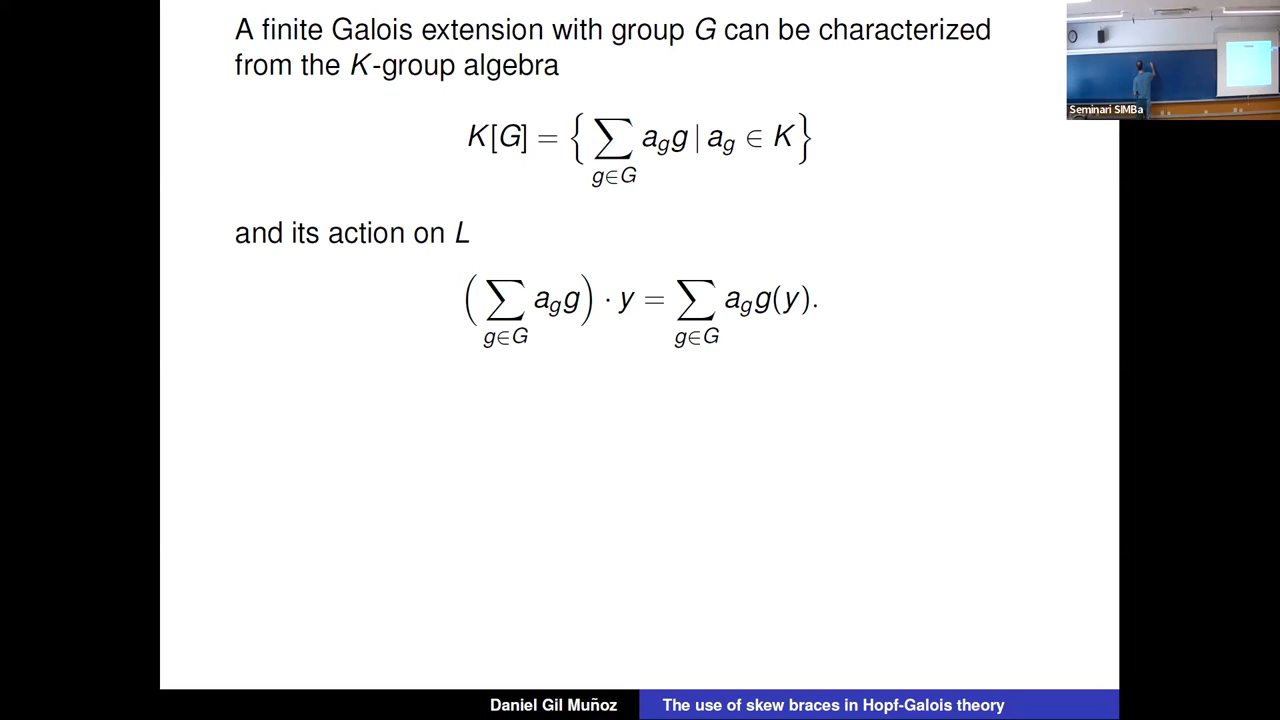 A finite Galois extension with group G can be characterized
from the K-group algebra
K[G] = { ∑_{g∈G} a_g g | a_g ∈ K }
and its action on L
( ∑_{g∈G} a_g g ) · y = ∑_{g∈G} a_g g(y).
Seminari SIMBa
Daniel Gil Muñoz
The use of skew braces in Hopf-Galois theory